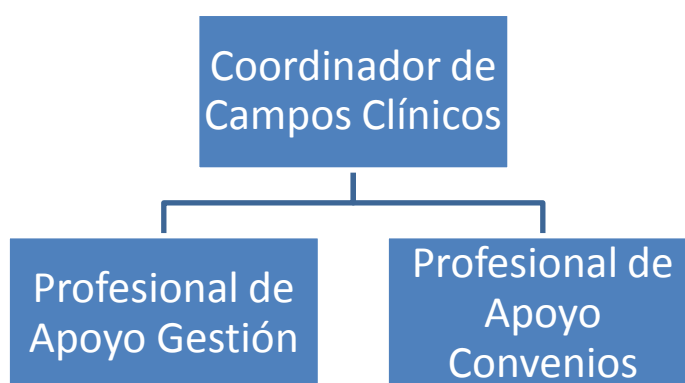 Coordinador de
Campos Clínicos
Profesional de
Apoyo Gestión
Profesional de
Apoyo
Convenios